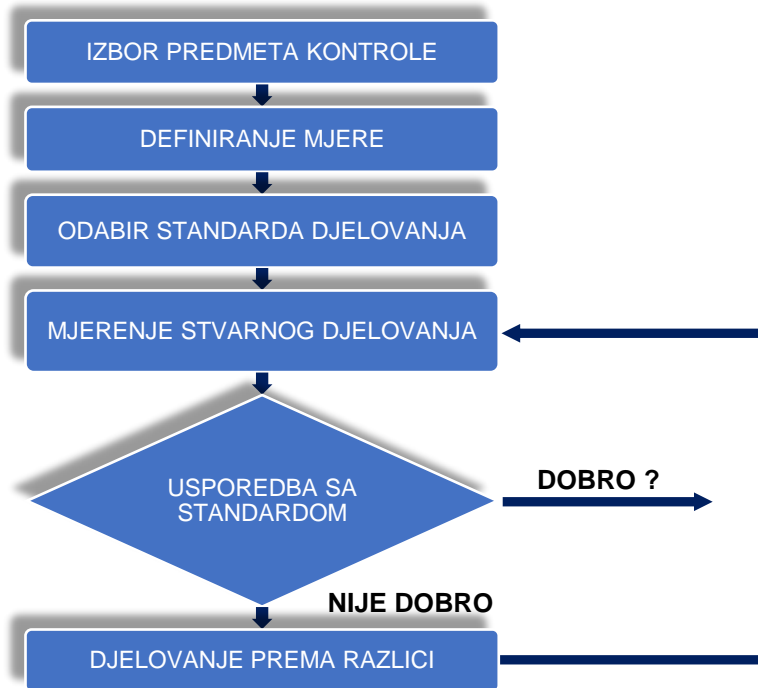 IZBOR PREDMETA KONTROLE
DEFINIRANJE MJERE
ODABIR STANDARDA DJELOVANJA
MJERENJE STVARNOG DJELOVANJA
USPOREDBA SA
STANDARDOM
DOBRO ?
NIJE DOBRO
DJELOVANJE PREMA RAZLICI